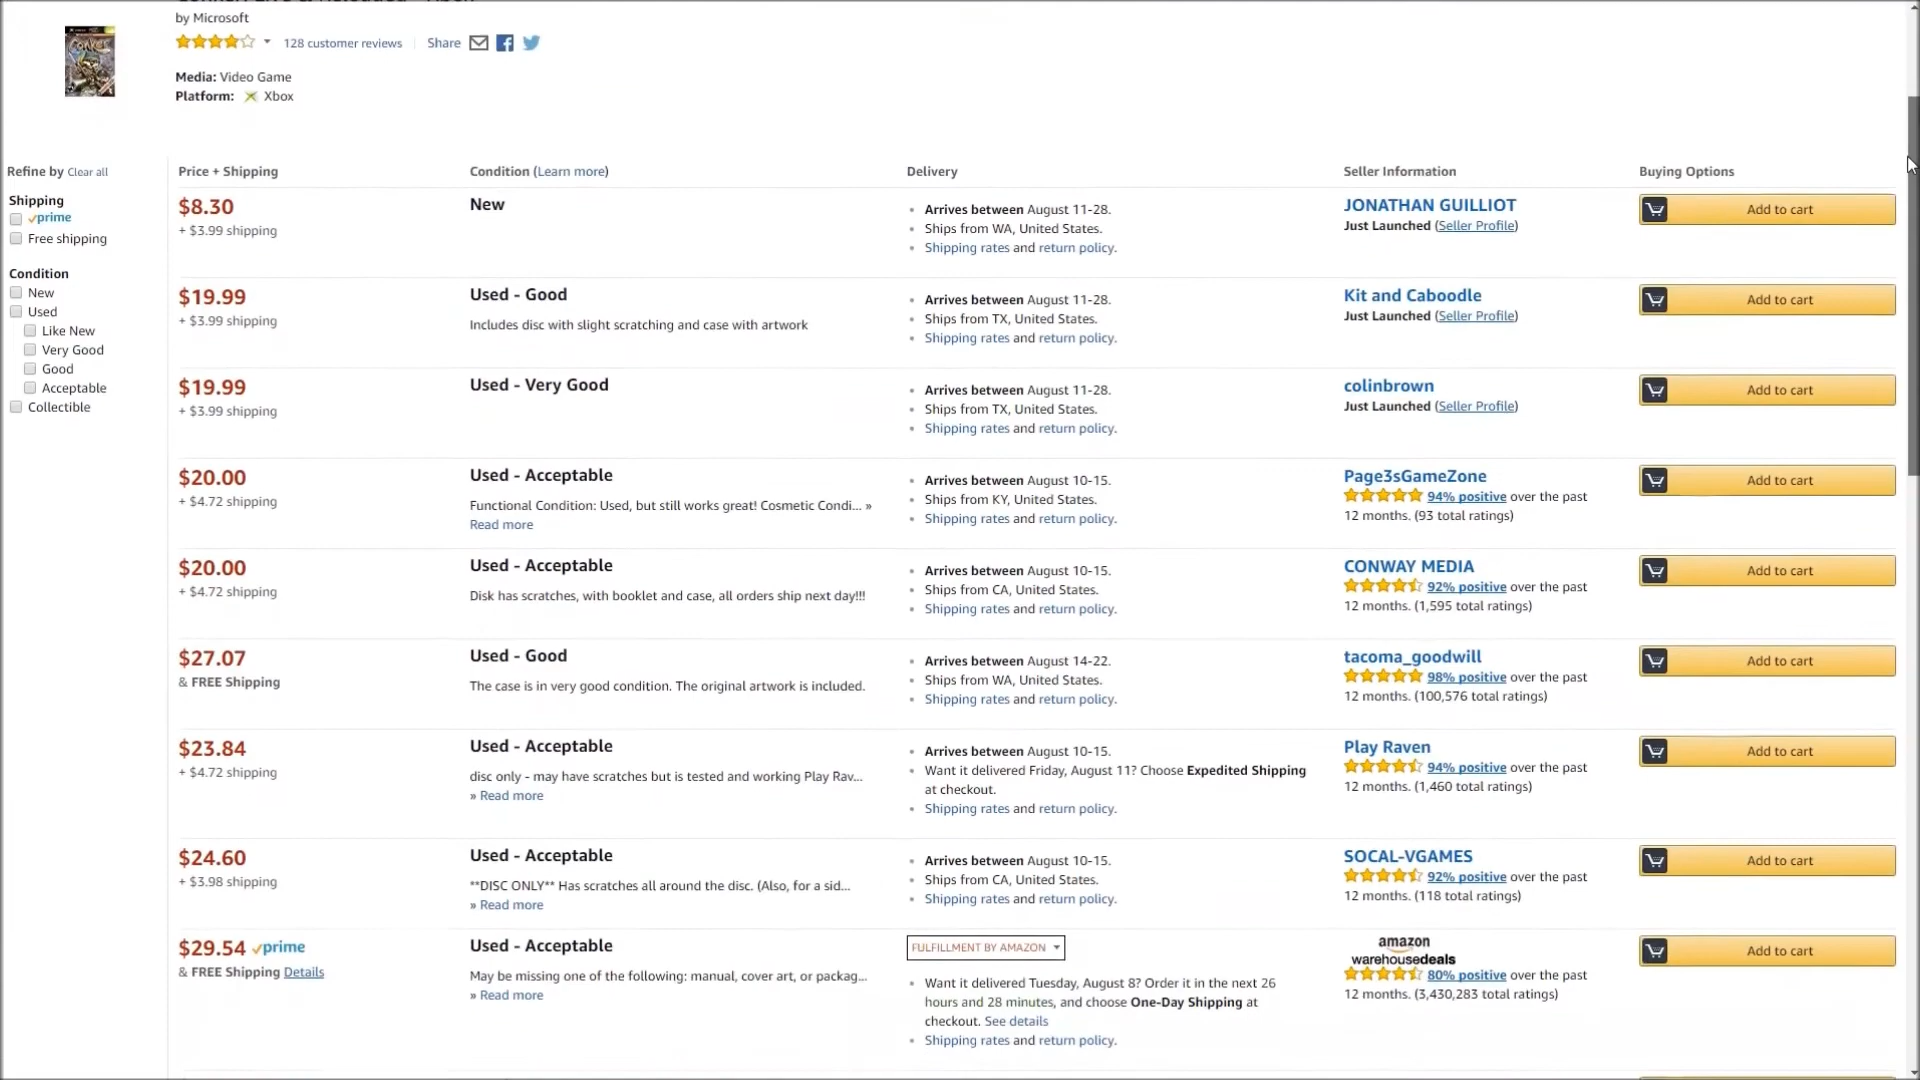 by Microsoft
128 customer reviews
Share
Media: Video Game
Platform: Xbox
Refine by Clear all
Shipping
prime
Free shipping
Condition
New
Used
Like New
Very Good
Good
Acceptable
Collectible
Price + Shipping Condition (Learn more) Delivery Seller Information Buying Options
$8.30
+ $3.99 shipping
New
Arrives between August 11-28.
Ships from WA, United States.
Shipping rates and return policy.
JONATHAN GUILLIOT
Just Launched (Seller Profile)
Add to cart
$19.99
+ $3.99 shipping
Used - Good
Includes disc with slight scratching and case with artwork
Arrives between August 11-28.
Ships from TX, United States.
Shipping rates and return policy.
Kit and Caboodle
Just Launched (Seller Profile)
Add to cart
$19.99
+ $3.99 shipping
Used - Very Good
Arrives between August 11-28.
Ships from TX, United States.
Shipping rates and return policy.
colinbrown
Just Launched (Seller Profile)
Add to cart
$20.00
+ $4.72 shipping
Used - Acceptable
Functional Condition: Used, but still works great! Cosmetic Condi... »
Read more
Arrives between August 10-15.
Ships from KY, United States.
Shipping rates and return policy.
Page3sGameZone
94% positive over the past
12 months. (93 total ratings)
Add to cart
$20.00
+ $4.72 shipping
Used - Acceptable
Disk has scratches, with booklet and case, all orders ship next day!!!
Arrives between August 10-15.
Ships from CA, United States.
Shipping rates and return policy.
CONWAY MEDIA
92% positive over the past
12 months. (1,595 total ratings)
Add to cart
$27.07
& FREE Shipping
Used - Good
The case is in very good condition. The original artwork is included.
Arrives between August 14-22.
Ships from WA, United States.
Shipping rates and return policy.
tacoma_goodwill
98% positive over the past
12 months. (100,576 total ratings)
Add to cart
$23.84
+ $4.72 shipping
Used - Acceptable
disc only - may have scratches but is tested and working Play Rav...
» Read more
Arrives between August 10-15.
Want it delivered Friday, August 11? Choose Expedited Shipping
at checkout.
Shipping rates and return policy.
Play Raven
94% positive over the past
12 months. (1,460 total ratings)
Add to cart
$24.60
+ $3.98 shipping
Used - Acceptable
**DISC ONLY** Has scratches all around the disc. (Also, for a sid...
» Read more
Arrives between August 10-15.
Ships from CA, United States.
Shipping rates and return policy.
SOCAL-VGAMES
92% positive over the past
12 months. (118 total ratings)
Add to cart
$29.54 prime
& FREE Shipping Details
Used - Acceptable
May be missing one of the following: manual, cover art, or packag...
» Read more
FULFILLMENT BY AMAZON
Want it delivered Tuesday, August 8? Order it in the next 26
hours and 28 minutes, and choose One-Day Shipping at
checkout. See details
Shipping rates and return policy.
amazon
warehousedeals
80% positive over the past
12 months. (3,430,283 total ratings)
Add to cart